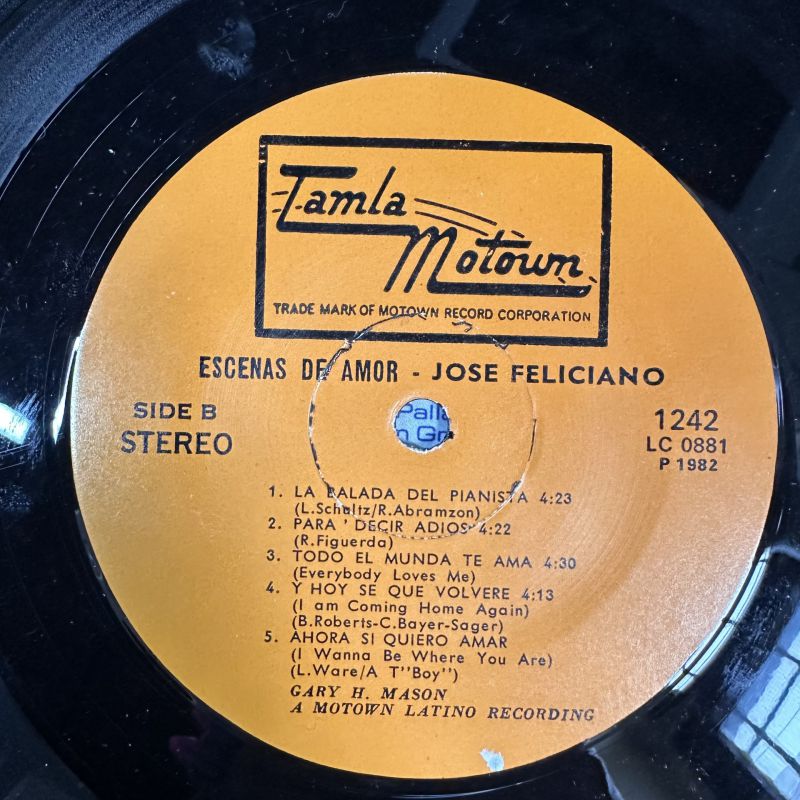 Tamla
Motown
TRADE MARK OF MOTOWN RECORD CORPORATION
ESCENAS DE AMOR - JOSE FELICIANO
SIDE B
STEREO
1242
LC 0881
P 1982
1. LA BALADA DEL PIANISTA 4:23
(L.Schultz/R.Abramzon)
2. PARA ' DECIR ADIOS 4:22
(R.Figuerda)
3. TODO EL MUNDA TE AMA 4:30
(Everybody Loves Me)
4. Y HOY SE QUE VOLVERE 4:13
(I am Coming Home Again)
(B.Roberts-C.Bayer-Sager)
5. AHORA SI QUIERO AMAR
(I Wanna Be Where You Are)
(L.Ware/A T"Boy")
GARY H. MASON
A MOTOWN LATINO RECORDING